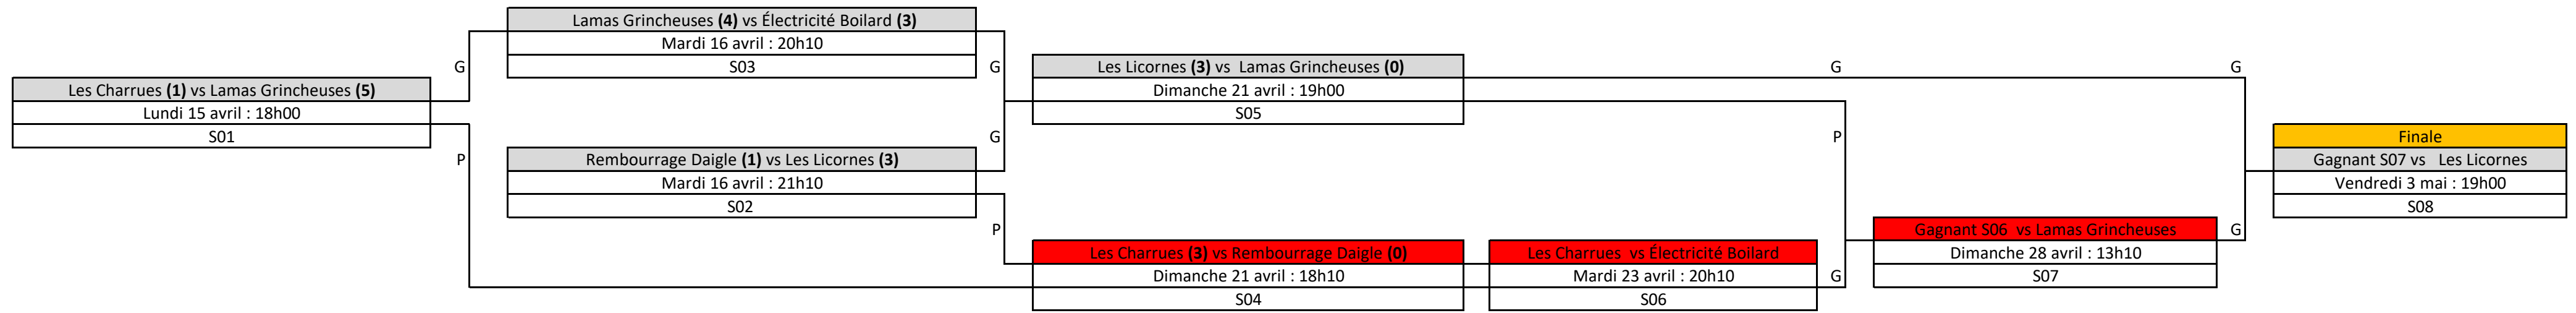 Lamas Grincheuses (4) vs Électricité Boilard (3)
Mardi 16 avril : 20h10
S03
G
Les Charrues (1) vs Lamas Grincheuses (5)
Lundi 15 avril : 18h00
S01
P
Rembourrage Daigle (1) vs Les Licornes (3)
Mardi 16 avril : 21h10
S02
G
G
P
Les Licornes (3) vs Lamas Grincheuses (0)
Dimanche 21 avril : 19h00
S05
Les Charrues (3) vs Rembourrage Daigle (0)
Dimanche 21 avril : 18h10
S04
Les Charrues vs Électricité Boilard
Mardi 23 avril : 20h10
S06
G
P
G
Gagnant S06 vs Lamas Grincheuses
Dimanche 28 avril : 13h10
S07
G
G
Finale
Gagnant S07 vs Les Licornes
Vendredi 3 mai : 19h00
S08